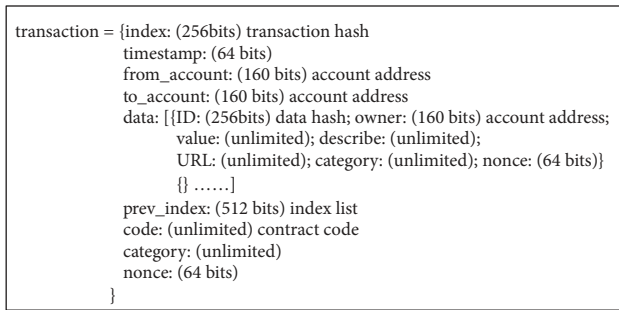 transaction = {index: (256bits) transaction hash
timestamp: (64 bits)
from_account: (160 bits) account address
to_account: (160 bits) account address
data: [{ID: (256bits) data hash; owner: (160 bits) account address;
value: (unlimited); describe: (unlimited);
URL: (unlimited); category: (unlimited); nonce: (64 bits)}
{} ......]
prev_index: (512 bits) index list
code: (unlimited) contract code
category: (unlimited)
nonce: (64 bits)
}